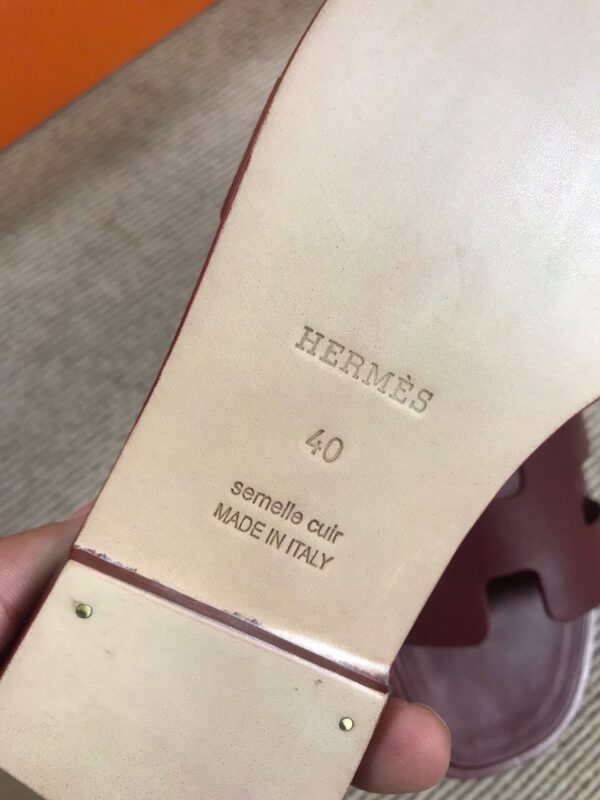 HERMÈS
40
semelle cuir
MADE IN ITALY